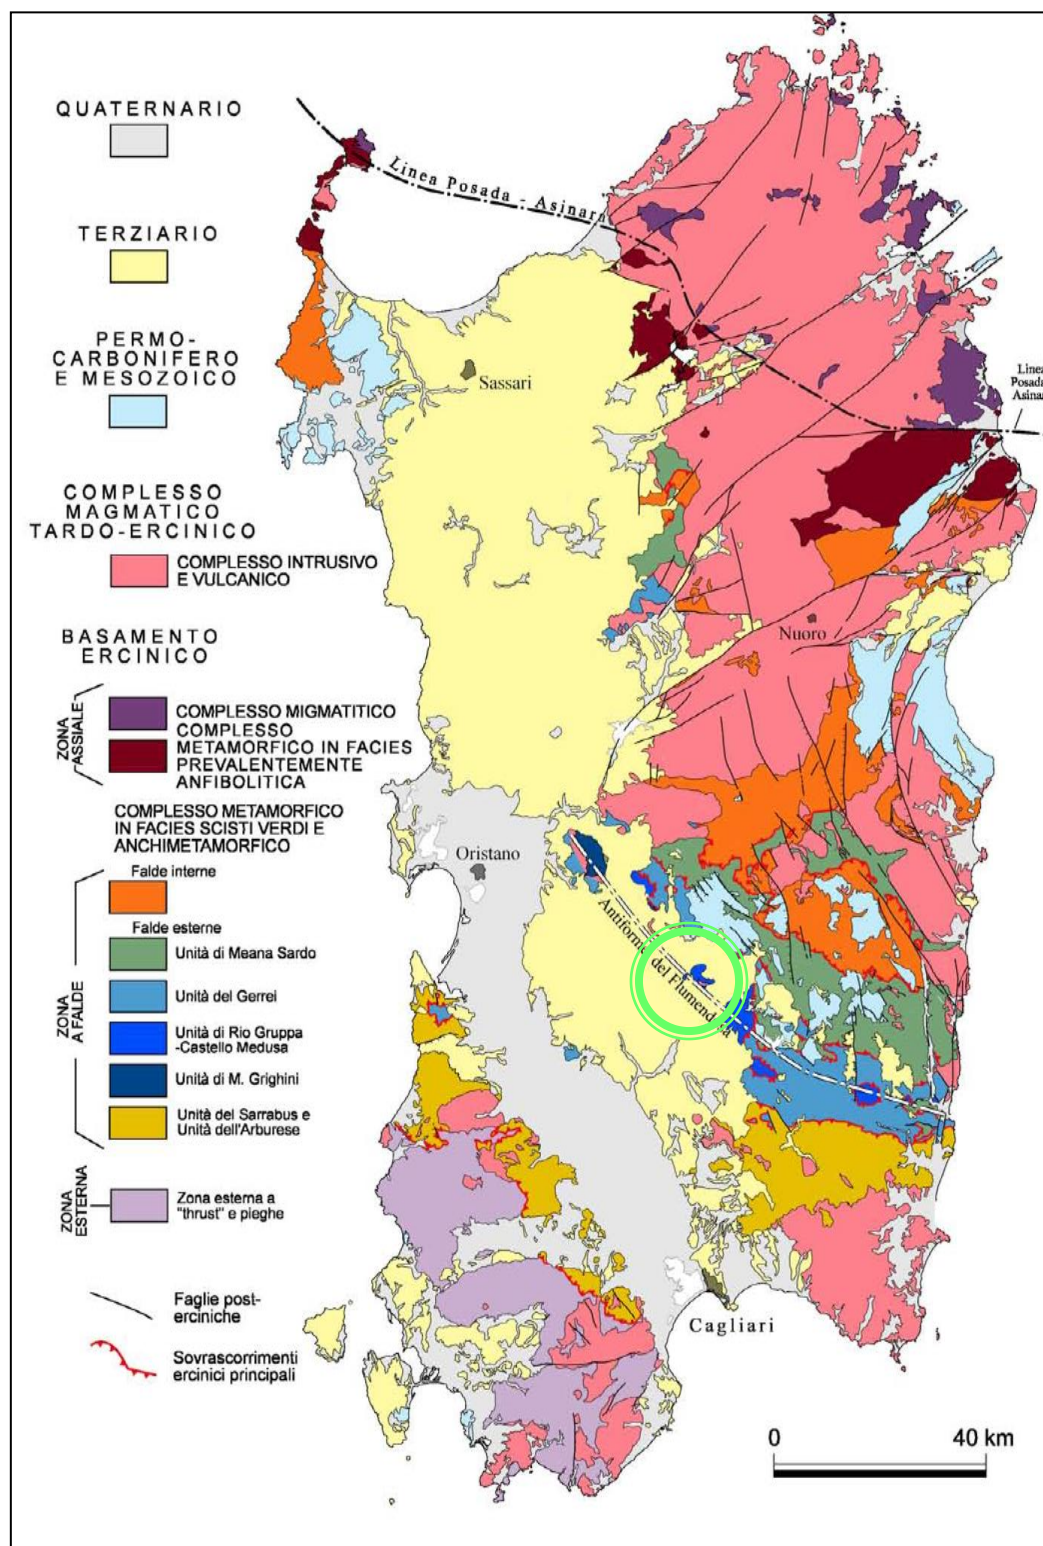 QUATERNARIO
TERZIARIO
PERMO-
CARBONIFERO
E MESOZOICO
COMPLESSO
MAGMATICO
TARDO-ERCINICO
COMPLESSO INTRUSIVO
E VULCANICO
BASAMENTO
ERCINICO
ZONA
ASSIALE
COMPLESSO MIGMATITICO
COMPLESSO
METAMORFICO IN FACIES
PREVALENTEMENTE
ANFIBOLITICA
COMPLESSO METAMORFICO
IN FACIES SCISTI VERDI E
ANCHIMETAMORFICO
ZONA
A FALDE
Falde interne
Falde esterne
Unità di Meana Sardo
Unità del Gerrei
Unità di Rio Gruppa
-Castello Medusa
Unità di M. Grighini
Unità del Sarrabus e
Unità dell'Arburese
ZONA
ESTERNA
Zona esterna a
"thrust" e pieghe
Faglie post-
erciniche
Sovrascorrimenti
ercinici principali
Linea Posada - Asinara
Sassari
Linea
Posada-
Asinara
Nuoro
Oristano
Antiforme del Flumendosa
Cagliari
0 40 km